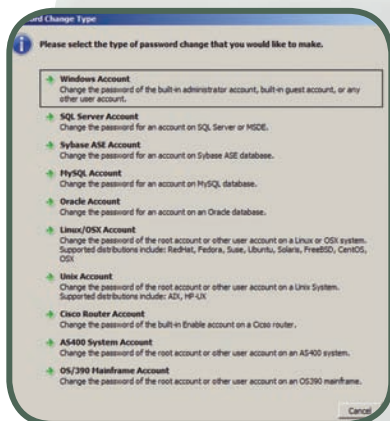 ord Change Type
Please select the type of password change that you would like to make.
Windows Account
Change the password of the built-in administrator account, built-in guest account, or any
other user account.
SQL Server Account
Change the password for an account on SQL Server or MSDE.
Sybase ASE Account
Change the password for an account on Sybase ASE database.
MySQL Account
Change the password for an account on MySQL database.
Oracle Account
Change the password for an account on an Oracle database.
Linux/OSX Account
Change the password of the root account or other user account on a Linux or OSX system.
Supported distributions include: RedHat, Fedora, Suse, Ubuntu, Solaris, FreeBSD, CentOS,
OSX
Unix Account
Change the password of the root account or other user account on a Unix System.
Supported distributions include: AIX, HP-UX
Cisco Router Account
Change the password of the built-in Enable account on a Cicso router.
AS400 System Account
Change the password of the root account or other user account on an AS400 system.
OS/390 Mainframe Account
Change the password of the root account or other user account on an OS390 mainframe.
Cancel